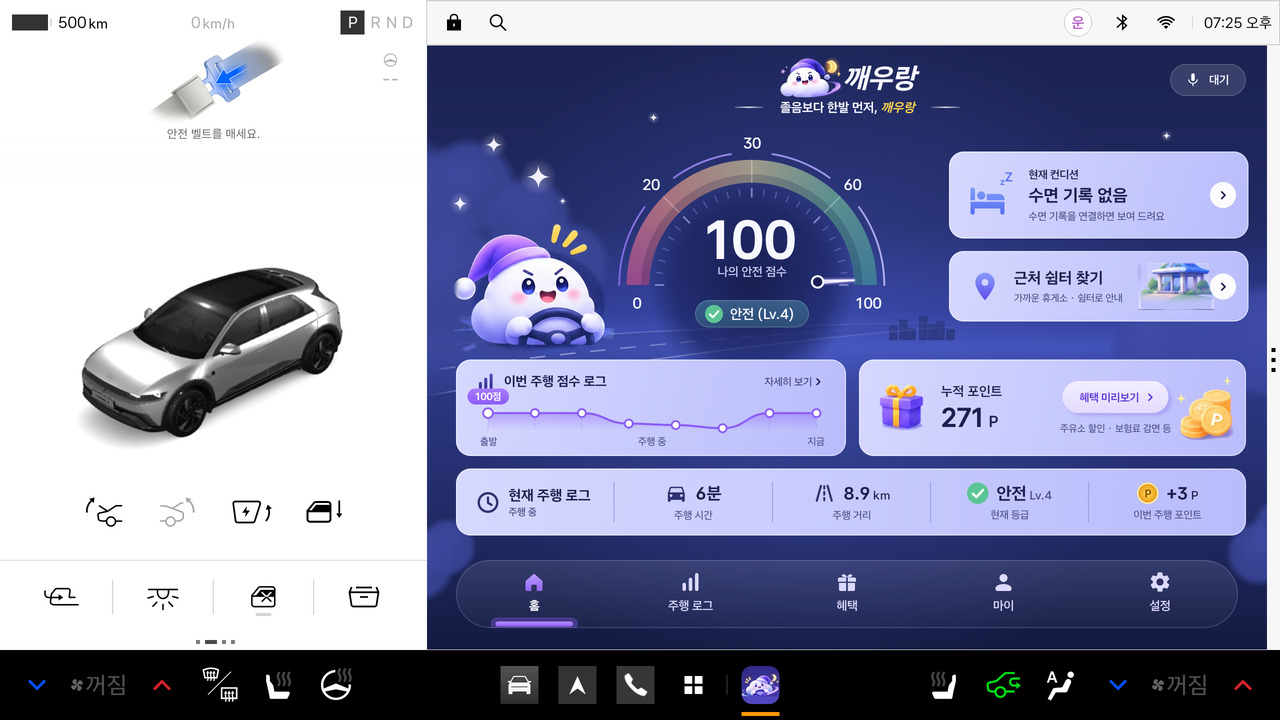 500 km
0 km/h
P R N D
운
07:25 오후
안전 벨트를 매세요.
깨우랑
졸음보다 한발 먼저, 깨우랑
대기
0
20
30
60
100
100
나의 안전 점수
안전 (Lv.4)
zZ
현재 컨디션
수면 기록 없음
수면 기록을 연결하면 보여 드려요
근처 쉼터 찾기
가까운 휴게소 · 쉼터로 안내
이번 주행 점수 로그
자세히 보기
100점
출발
주행 중
지금
누적 포인트
271 P
혜택 미리보기
주유소 할인 · 보험료 감면 등
P
현재 주행 로그
주행 중
6분
주행 시간
8.9 km
주행 거리
안전 Lv.4
현재 등급
P
+3 P
이번 주행 포인트
홈
주행 로그
혜택
마이
설정
꺼짐
A
꺼짐